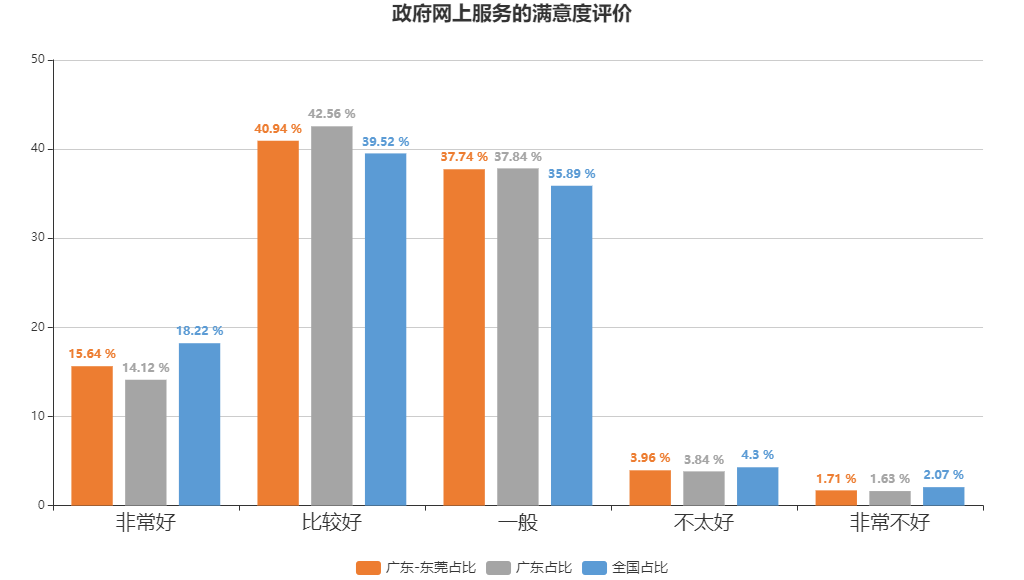 政府网上服务的满意度评价
50
40
30
20
10
0
15.64 %
14.12 %
18.22 %
40.94 %
42.56 %
39.52 %
37.74 %
37.84 %
35.89 %
3.96 %
3.84 %
4.3 %
1.71 %
1.63 %
2.07 %
非常好
比较好
一般
不太好
非常不好
广东-东莞占比
广东占比
全国占比